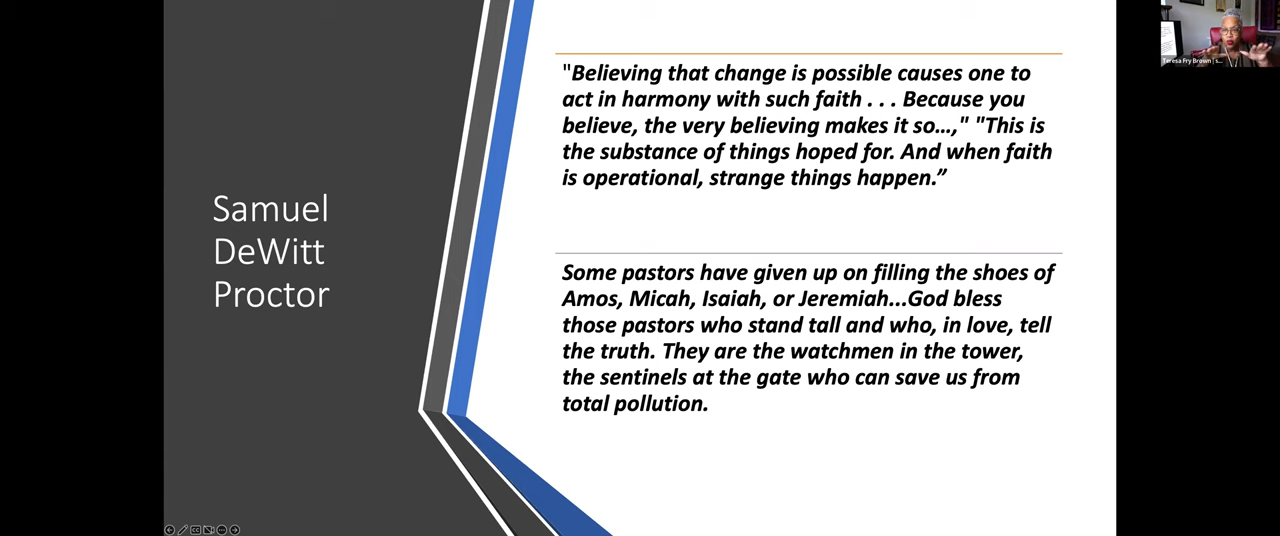 Samuel
DeWitt
Proctor
"Believing that change is possible causes one to
act in harmony with such faith . . . Because you
believe, the very believing makes it so…," "This is
the substance of things hoped for. And when faith
is operational, strange things happen.”
Some pastors have given up on filling the shoes of
Amos, Micah, Isaiah, or Jeremiah...God bless
those pastors who stand tall and who, in love, tell
the truth. They are the watchmen in the tower,
the sentinels at the gate who can save us from
total pollution.
Teresa Fry Brown | s...